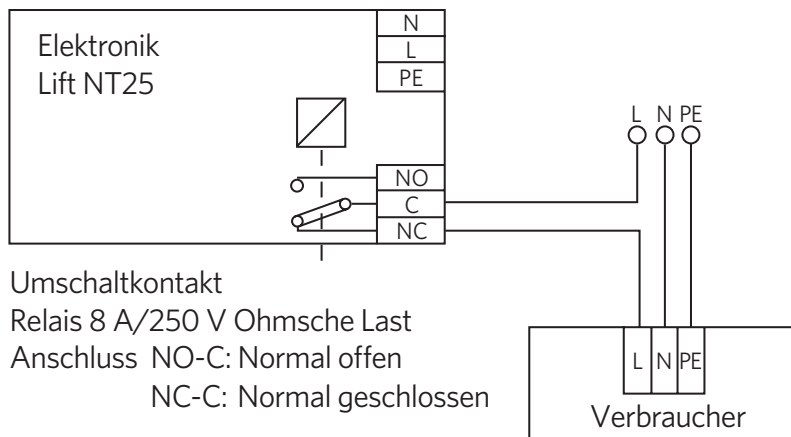 Elektronik
Lift NT25
N
L
PE
L N PE
NO
C
NC
Umschaltkontakt
Relais 8 A/250 V Ohmsche Last
Anschluss NO-C: Normal offen
NC-C: Normal geschlossen
L N PE
Verbraucher